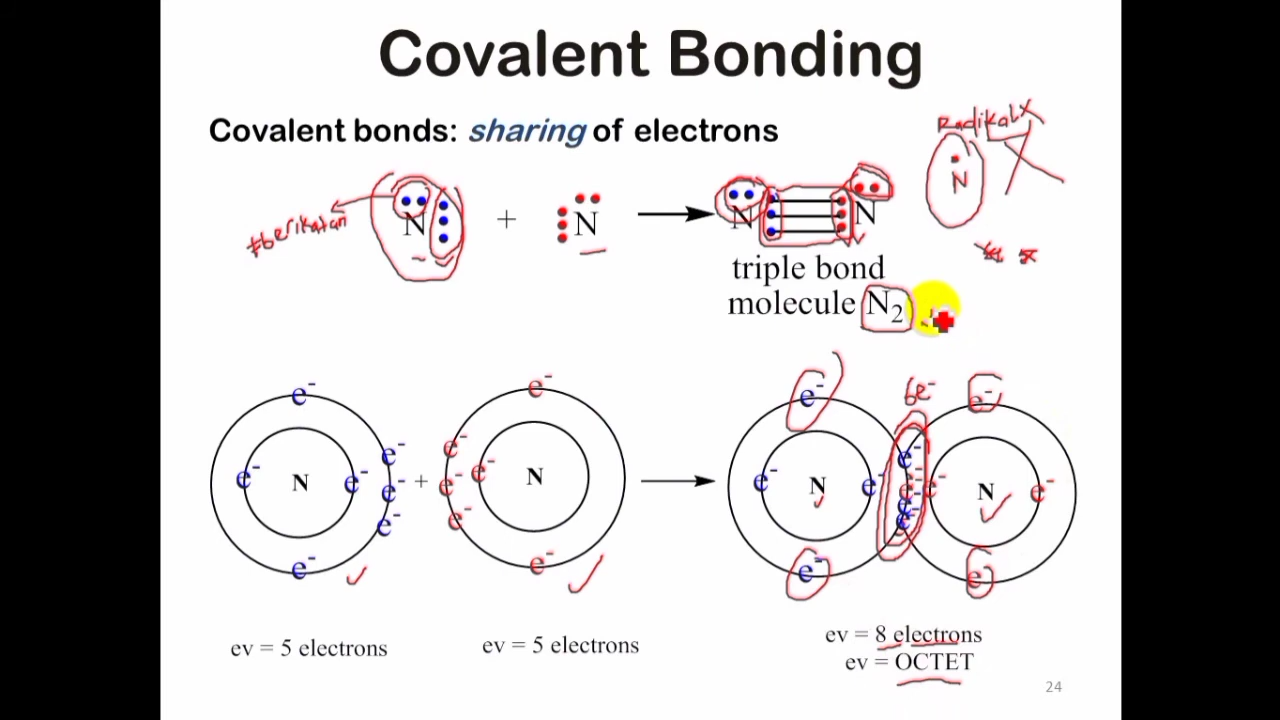 Covalent Bonding
Covalent bonds: sharing of electrons
RadikalX
N
≠berikatan
N + N N N
triple bond
molecule N₂
6e⁻
e⁻ e⁻ e⁻ e⁻
e⁻ e⁻
e⁻ N e⁻ e⁻ + e⁻ e⁻ N e⁻ N e⁻ e⁻ e⁻ N e⁻
e⁻ e⁻ e⁻
e⁻ e⁻ e⁻ e⁻
ev = 5 electrons
ev = 5 electrons
ev = 8 electrons
ev = OCTET
24